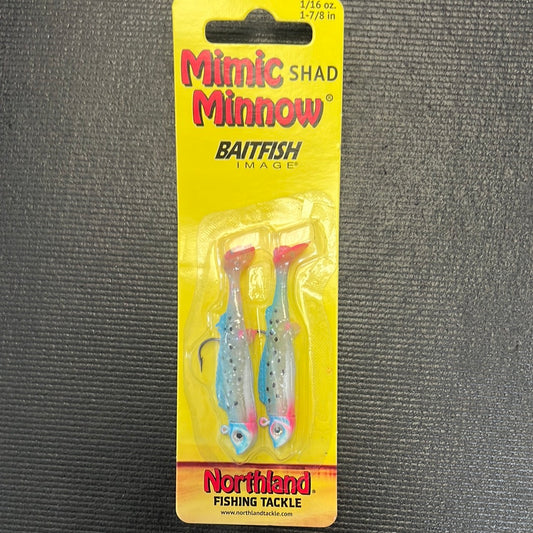 1/16 oz.
1-7/8 in
Mimic SHAD
Minnow®
BAITFISH
IMAGE®
Northland®
FISHING TACKLE
www.northlandtackle.com